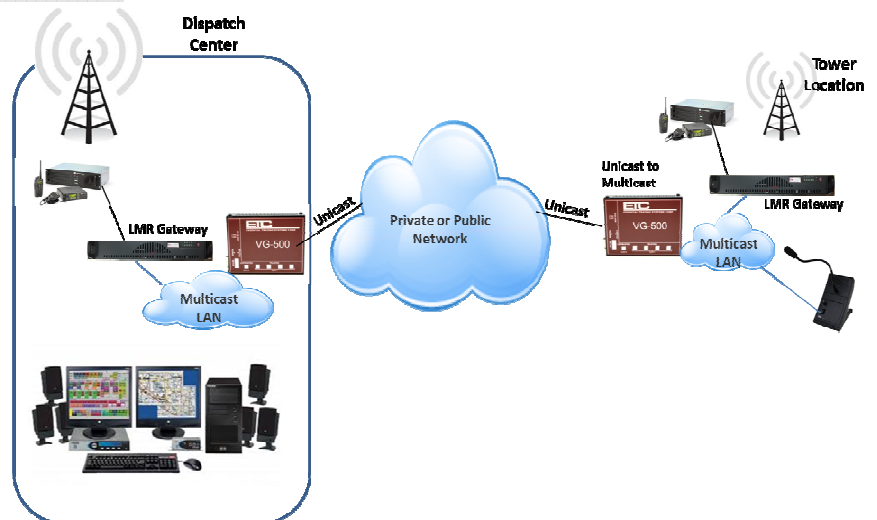 Dispatch
Center
Tower
Location
Unicast to
Multicast
Unicast
Private or Public
Network
Unicast
LMR Gateway
LMR Gateway
ETC
VG-500
ETC
VG-500
Multicast
LAN
Multicast
LAN